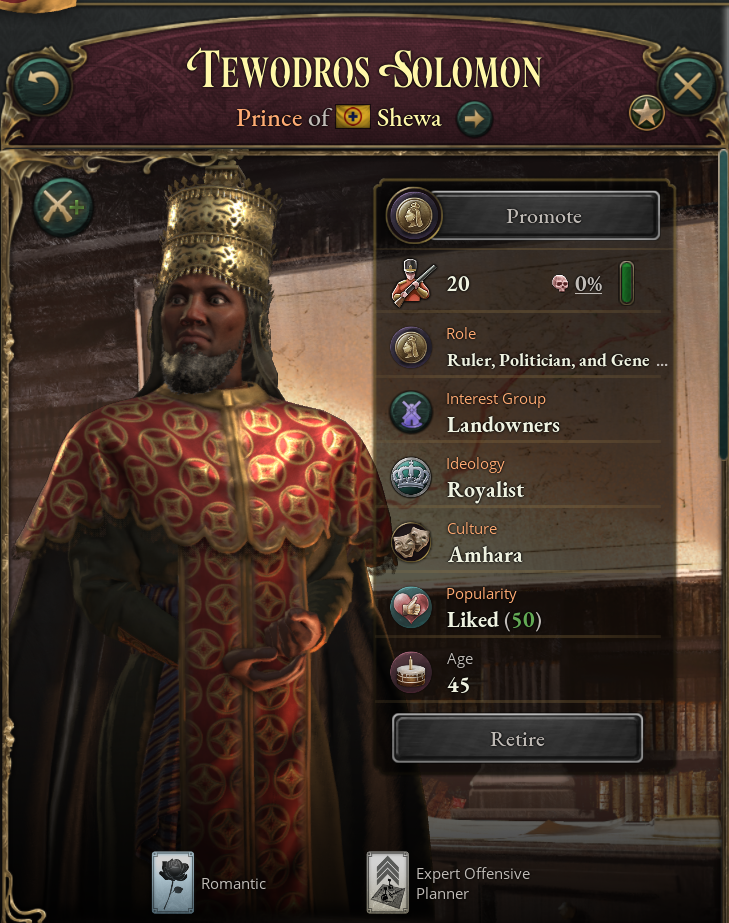 Tewodros Solomon
Prince of Shewa
Promote
20 0%
Role
Ruler, Politician, and Gene ...
Interest Group
Landowners
Ideology
Royalist
Culture
Amhara
Popularity
Liked (50)
Age
45
Retire
Romantic
Expert Offensive
Planner